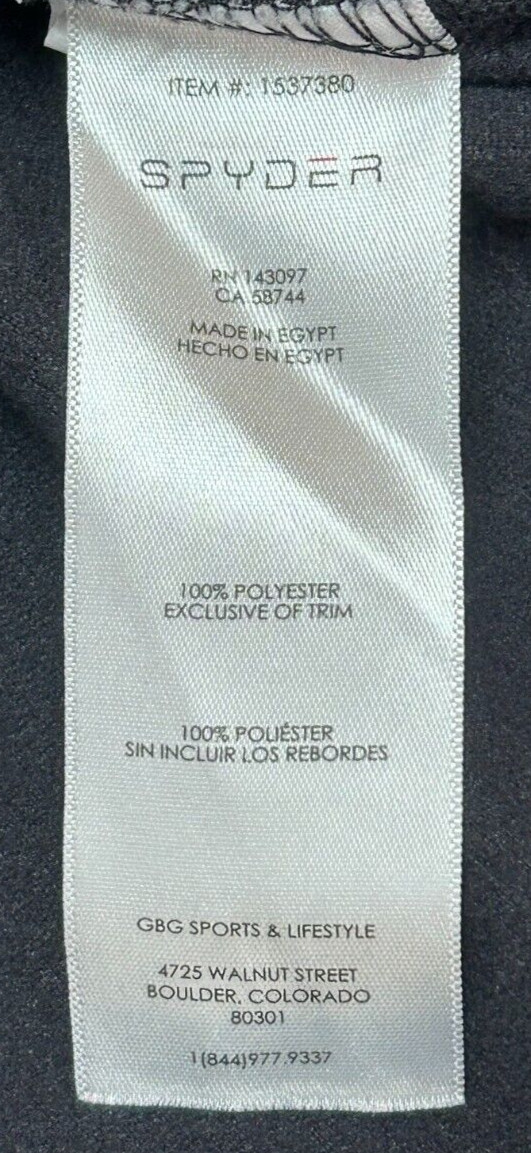 ITEM #: 1537380
SPYDER
RN 143097
CA 58744
MADE IN EGYPT
HECHO EN EGYPT
100% POLYESTER
EXCLUSIVE OF TRIM
100% POLIÉSTER
SIN INCLUIR LOS REBORDES
GBG SPORTS & LIFESTYLE
4725 WALNUT STREET
BOULDER, COLORADO
80301
1(844)977.9337